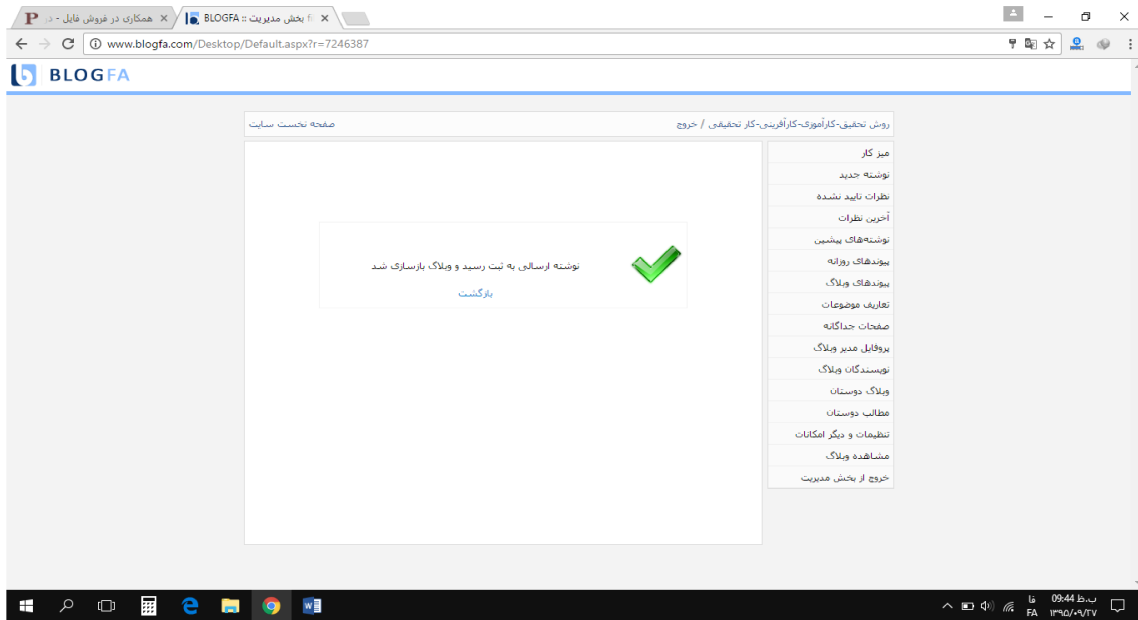 همکاری در فروش فایل - در
بخش مدیریت :: BLOGFA
www.blogfa.com/Desktop/Default.aspx?r=7246387
BLOGFA
روش تحقیق-کارآموزی-کارآفرینی-کار تحقیقی / خروج
صفحه نخست سایت
میز کار
نوشته جدید
نظرات تایید نشده
آخرین نظرات
نوشته‌های پیشین
پیوندهای روزانه
پیوندهای وبلاگ
تعاریف موضوعات
صفحات جداگانه
پروفایل مدیر وبلاگ
نویسندگان وبلاگ
وبلاگ دوستان
مطالب دوستان
تنظیمات و دیگر امکانات
مشاهده وبلاگ
خروج از بخش مدیریت
نوشته ارسالی به ثبت رسید و وبلاگ بازسازی شد
بازگشت
فا
FA
09:44 ب.ظ
۱۳۹۵/۰۹/۲۷